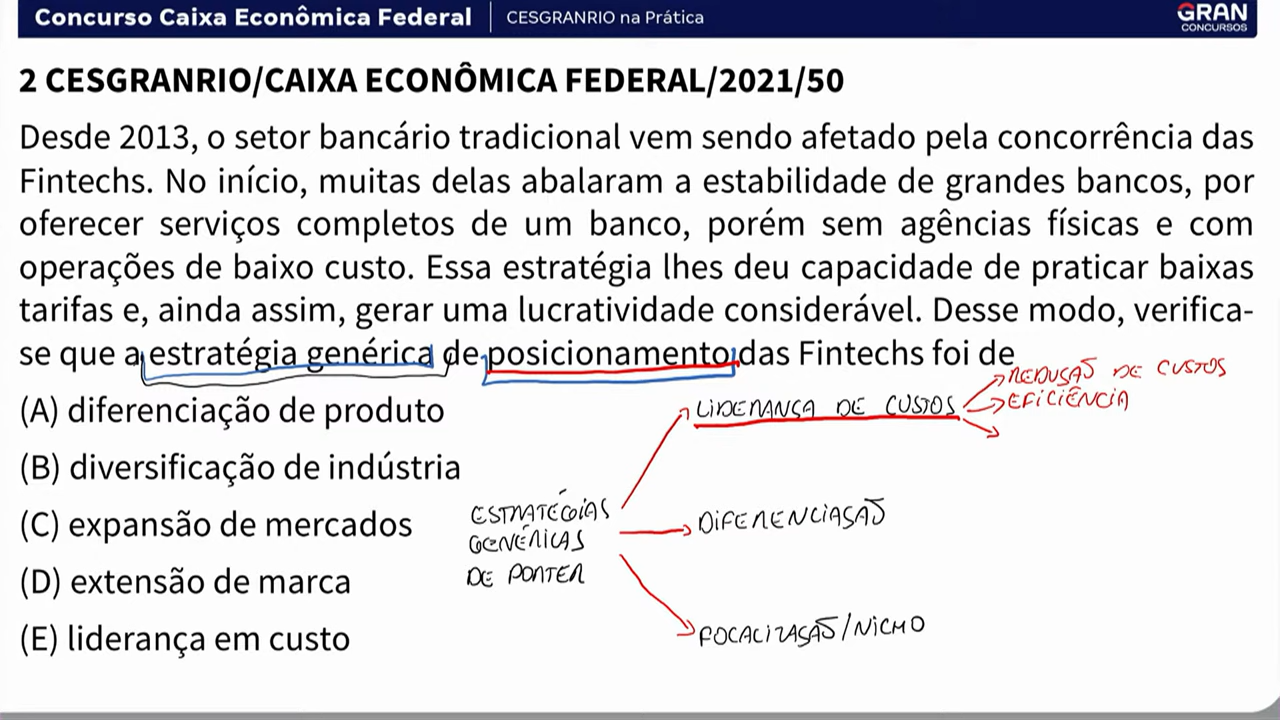 Concurso Caixa Econômica Federal | CESGRANRIO na Prática
GRAN
CONCURSOS
2 CESGRANRIO/CAIXA ECONÔMICA FEDERAL/2021/50
Desde 2013, o setor bancário tradicional vem sendo afetado pela concorrência das
Fintechs. No início, muitas delas abalaram a estabilidade de grandes bancos, por
oferecer serviços completos de um banco, porém sem agências físicas e com
operações de baixo custo. Essa estratégia lhes deu capacidade de praticar baixas
tarifas e, ainda assim, gerar uma lucratividade considerável. Desse modo, verifica-
se que a estratégia genérica de posicionamento das Fintechs foi de
(A) diferenciação de produto
(B) diversificação de indústria
(C) expansão de mercados
(D) extensão de marca
(E) liderança em custo
ESTRATÉGIAS
GENÉRICAS
DE PORTER
LIDERANÇA DE CUSTOS
REDUSÃO DE CUSTOS
EFICIÊNCIA
DIFERENCIASÃO
FOCALIZASÃO/NICHO